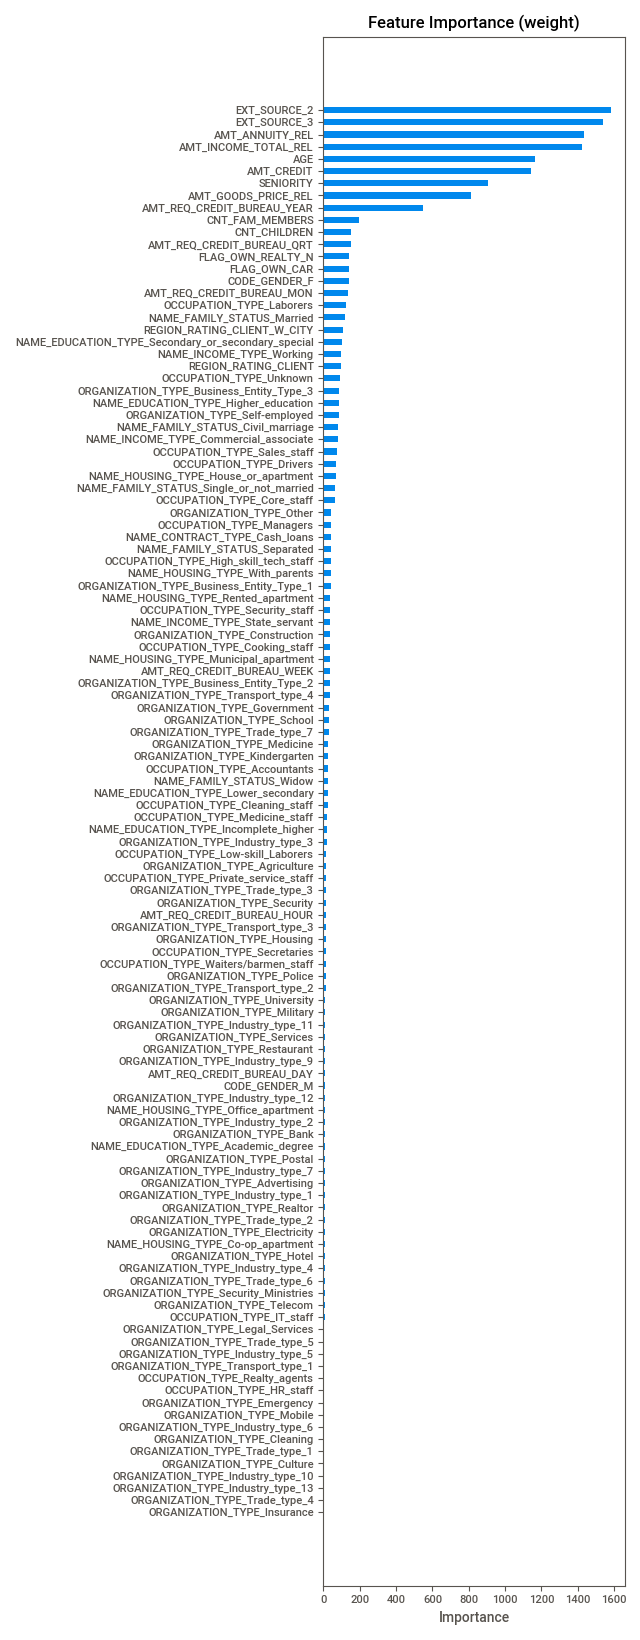 Feature Importance (weight)
EXT_SOURCE_2
EXT_SOURCE_3
AMT_ANNUITY_REL
AMT_INCOME_TOTAL_REL
AGE
AMT_CREDIT
SENIORITY
AMT_GOODS_PRICE_REL
AMT_REQ_CREDIT_BUREAU_YEAR
CNT_FAM_MEMBERS
CNT_CHILDREN
AMT_REQ_CREDIT_BUREAU_QRT
FLAG_OWN_REALTY_N
FLAG_OWN_CAR
CODE_GENDER_F
AMT_REQ_CREDIT_BUREAU_MON
OCCUPATION_TYPE_Laborers
NAME_FAMILY_STATUS_Married
REGION_RATING_CLIENT_W_CITY
NAME_EDUCATION_TYPE_Secondary_or_secondary_special
NAME_INCOME_TYPE_Working
REGION_RATING_CLIENT
OCCUPATION_TYPE_Unknown
ORGANIZATION_TYPE_Business_Entity_Type_3
NAME_EDUCATION_TYPE_Higher_education
ORGANIZATION_TYPE_Self-employed
NAME_FAMILY_STATUS_Civil_marriage
NAME_INCOME_TYPE_Commercial_associate
OCCUPATION_TYPE_Sales_staff
OCCUPATION_TYPE_Drivers
NAME_HOUSING_TYPE_House_or_apartment
NAME_FAMILY_STATUS_Single_or_not_married
OCCUPATION_TYPE_Core_staff
ORGANIZATION_TYPE_Other
OCCUPATION_TYPE_Managers
NAME_CONTRACT_TYPE_Cash_loans
NAME_FAMILY_STATUS_Separated
OCCUPATION_TYPE_High_skill_tech_staff
NAME_HOUSING_TYPE_With_parents
ORGANIZATION_TYPE_Business_Entity_Type_1
NAME_HOUSING_TYPE_Rented_apartment
OCCUPATION_TYPE_Security_staff
NAME_INCOME_TYPE_State_servant
ORGANIZATION_TYPE_Construction
OCCUPATION_TYPE_Cooking_staff
NAME_HOUSING_TYPE_Municipal_apartment
AMT_REQ_CREDIT_BUREAU_WEEK
ORGANIZATION_TYPE_Business_Entity_Type_2
ORGANIZATION_TYPE_Transport_type_4
ORGANIZATION_TYPE_Government
ORGANIZATION_TYPE_School
ORGANIZATION_TYPE_Trade_type_7
ORGANIZATION_TYPE_Medicine
ORGANIZATION_TYPE_Kindergarten
OCCUPATION_TYPE_Accountants
NAME_FAMILY_STATUS_Widow
NAME_EDUCATION_TYPE_Lower_secondary
OCCUPATION_TYPE_Cleaning_staff
OCCUPATION_TYPE_Medicine_staff
NAME_EDUCATION_TYPE_Incomplete_higher
ORGANIZATION_TYPE_Industry_type_3
OCCUPATION_TYPE_Low-skill_Laborers
ORGANIZATION_TYPE_Agriculture
OCCUPATION_TYPE_Private_service_staff
ORGANIZATION_TYPE_Trade_type_3
ORGANIZATION_TYPE_Security
AMT_REQ_CREDIT_BUREAU_HOUR
ORGANIZATION_TYPE_Transport_type_3
ORGANIZATION_TYPE_Housing
OCCUPATION_TYPE_Secretaries
OCCUPATION_TYPE_Waiters/barmen_staff
ORGANIZATION_TYPE_Police
ORGANIZATION_TYPE_Transport_type_2
ORGANIZATION_TYPE_University
ORGANIZATION_TYPE_Military
ORGANIZATION_TYPE_Industry_type_11
ORGANIZATION_TYPE_Services
ORGANIZATION_TYPE_Restaurant
ORGANIZATION_TYPE_Industry_type_9
AMT_REQ_CREDIT_BUREAU_DAY
CODE_GENDER_M
ORGANIZATION_TYPE_Industry_type_12
NAME_HOUSING_TYPE_Office_apartment
ORGANIZATION_TYPE_Industry_type_2
ORGANIZATION_TYPE_Bank
NAME_EDUCATION_TYPE_Academic_degree
ORGANIZATION_TYPE_Postal
ORGANIZATION_TYPE_Industry_type_7
ORGANIZATION_TYPE_Advertising
ORGANIZATION_TYPE_Industry_type_1
ORGANIZATION_TYPE_Realtor
ORGANIZATION_TYPE_Trade_type_2
ORGANIZATION_TYPE_Electricity
NAME_HOUSING_TYPE_Co-op_apartment
ORGANIZATION_TYPE_Hotel
ORGANIZATION_TYPE_Industry_type_4
ORGANIZATION_TYPE_Trade_type_6
ORGANIZATION_TYPE_Security_Ministries
ORGANIZATION_TYPE_Telecom
OCCUPATION_TYPE_IT_staff
ORGANIZATION_TYPE_Legal_Services
ORGANIZATION_TYPE_Trade_type_5
ORGANIZATION_TYPE_Industry_type_5
ORGANIZATION_TYPE_Transport_type_1
OCCUPATION_TYPE_Realty_agents
OCCUPATION_TYPE_HR_staff
ORGANIZATION_TYPE_Emergency
ORGANIZATION_TYPE_Mobile
ORGANIZATION_TYPE_Industry_type_6
ORGANIZATION_TYPE_Cleaning
ORGANIZATION_TYPE_Trade_type_1
ORGANIZATION_TYPE_Culture
ORGANIZATION_TYPE_Industry_type_10
ORGANIZATION_TYPE_Industry_type_13
ORGANIZATION_TYPE_Trade_type_4
ORGANIZATION_TYPE_Insurance
0 200 400 600 800 1000 1200 1400 1600
Importance